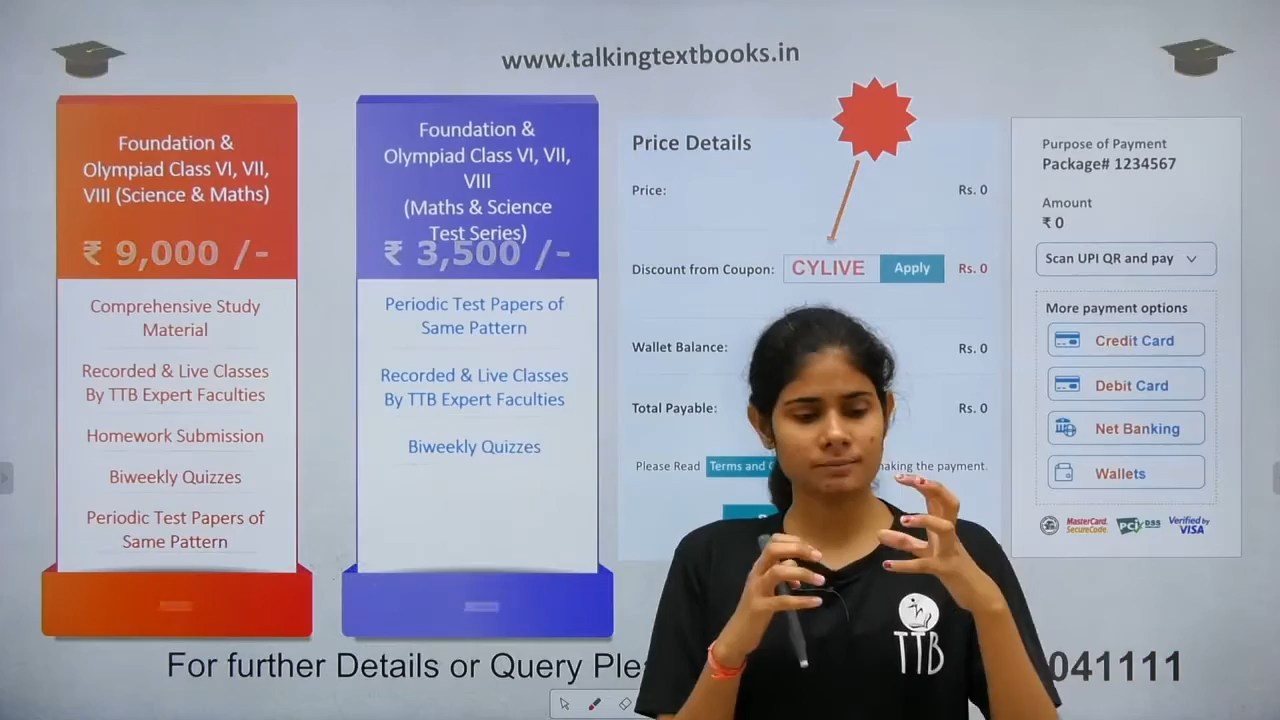 www.talkingtextbooks.in
Foundation &
Olympiad Class VI, VII,
VIII (Science & Maths)
₹ 9,000 /-
Comprehensive Study
Material
Recorded & Live Classes
By TTB Expert Faculties
Homework Submission
Biweekly Quizzes
Periodic Test Papers of
Same Pattern
Foundation &
Olympiad Class VI, VII,
VIII
(Maths & Science
Test Series)
₹ 3,500 /-
Periodic Test Papers of
Same Pattern
Recorded & Live Classes
By TTB Expert Faculties
Biweekly Quizzes
Price Details
Price: Rs. 0
Discount from Coupon: CYLIVE Apply Rs. 0
Wallet Balance: Rs. 0
Total Payable: Rs. 0
Please Read Terms and making the payment.
Purpose of Payment
Package# 1234567
Amount
₹ 0
Scan UPI QR and pay
More payment options
Credit Card
Debit Card
Net Banking
Wallets
MasterCard.
SecureCode.
PCI DSS
Verified by
VISA
TTB
For further Details or Query 041111